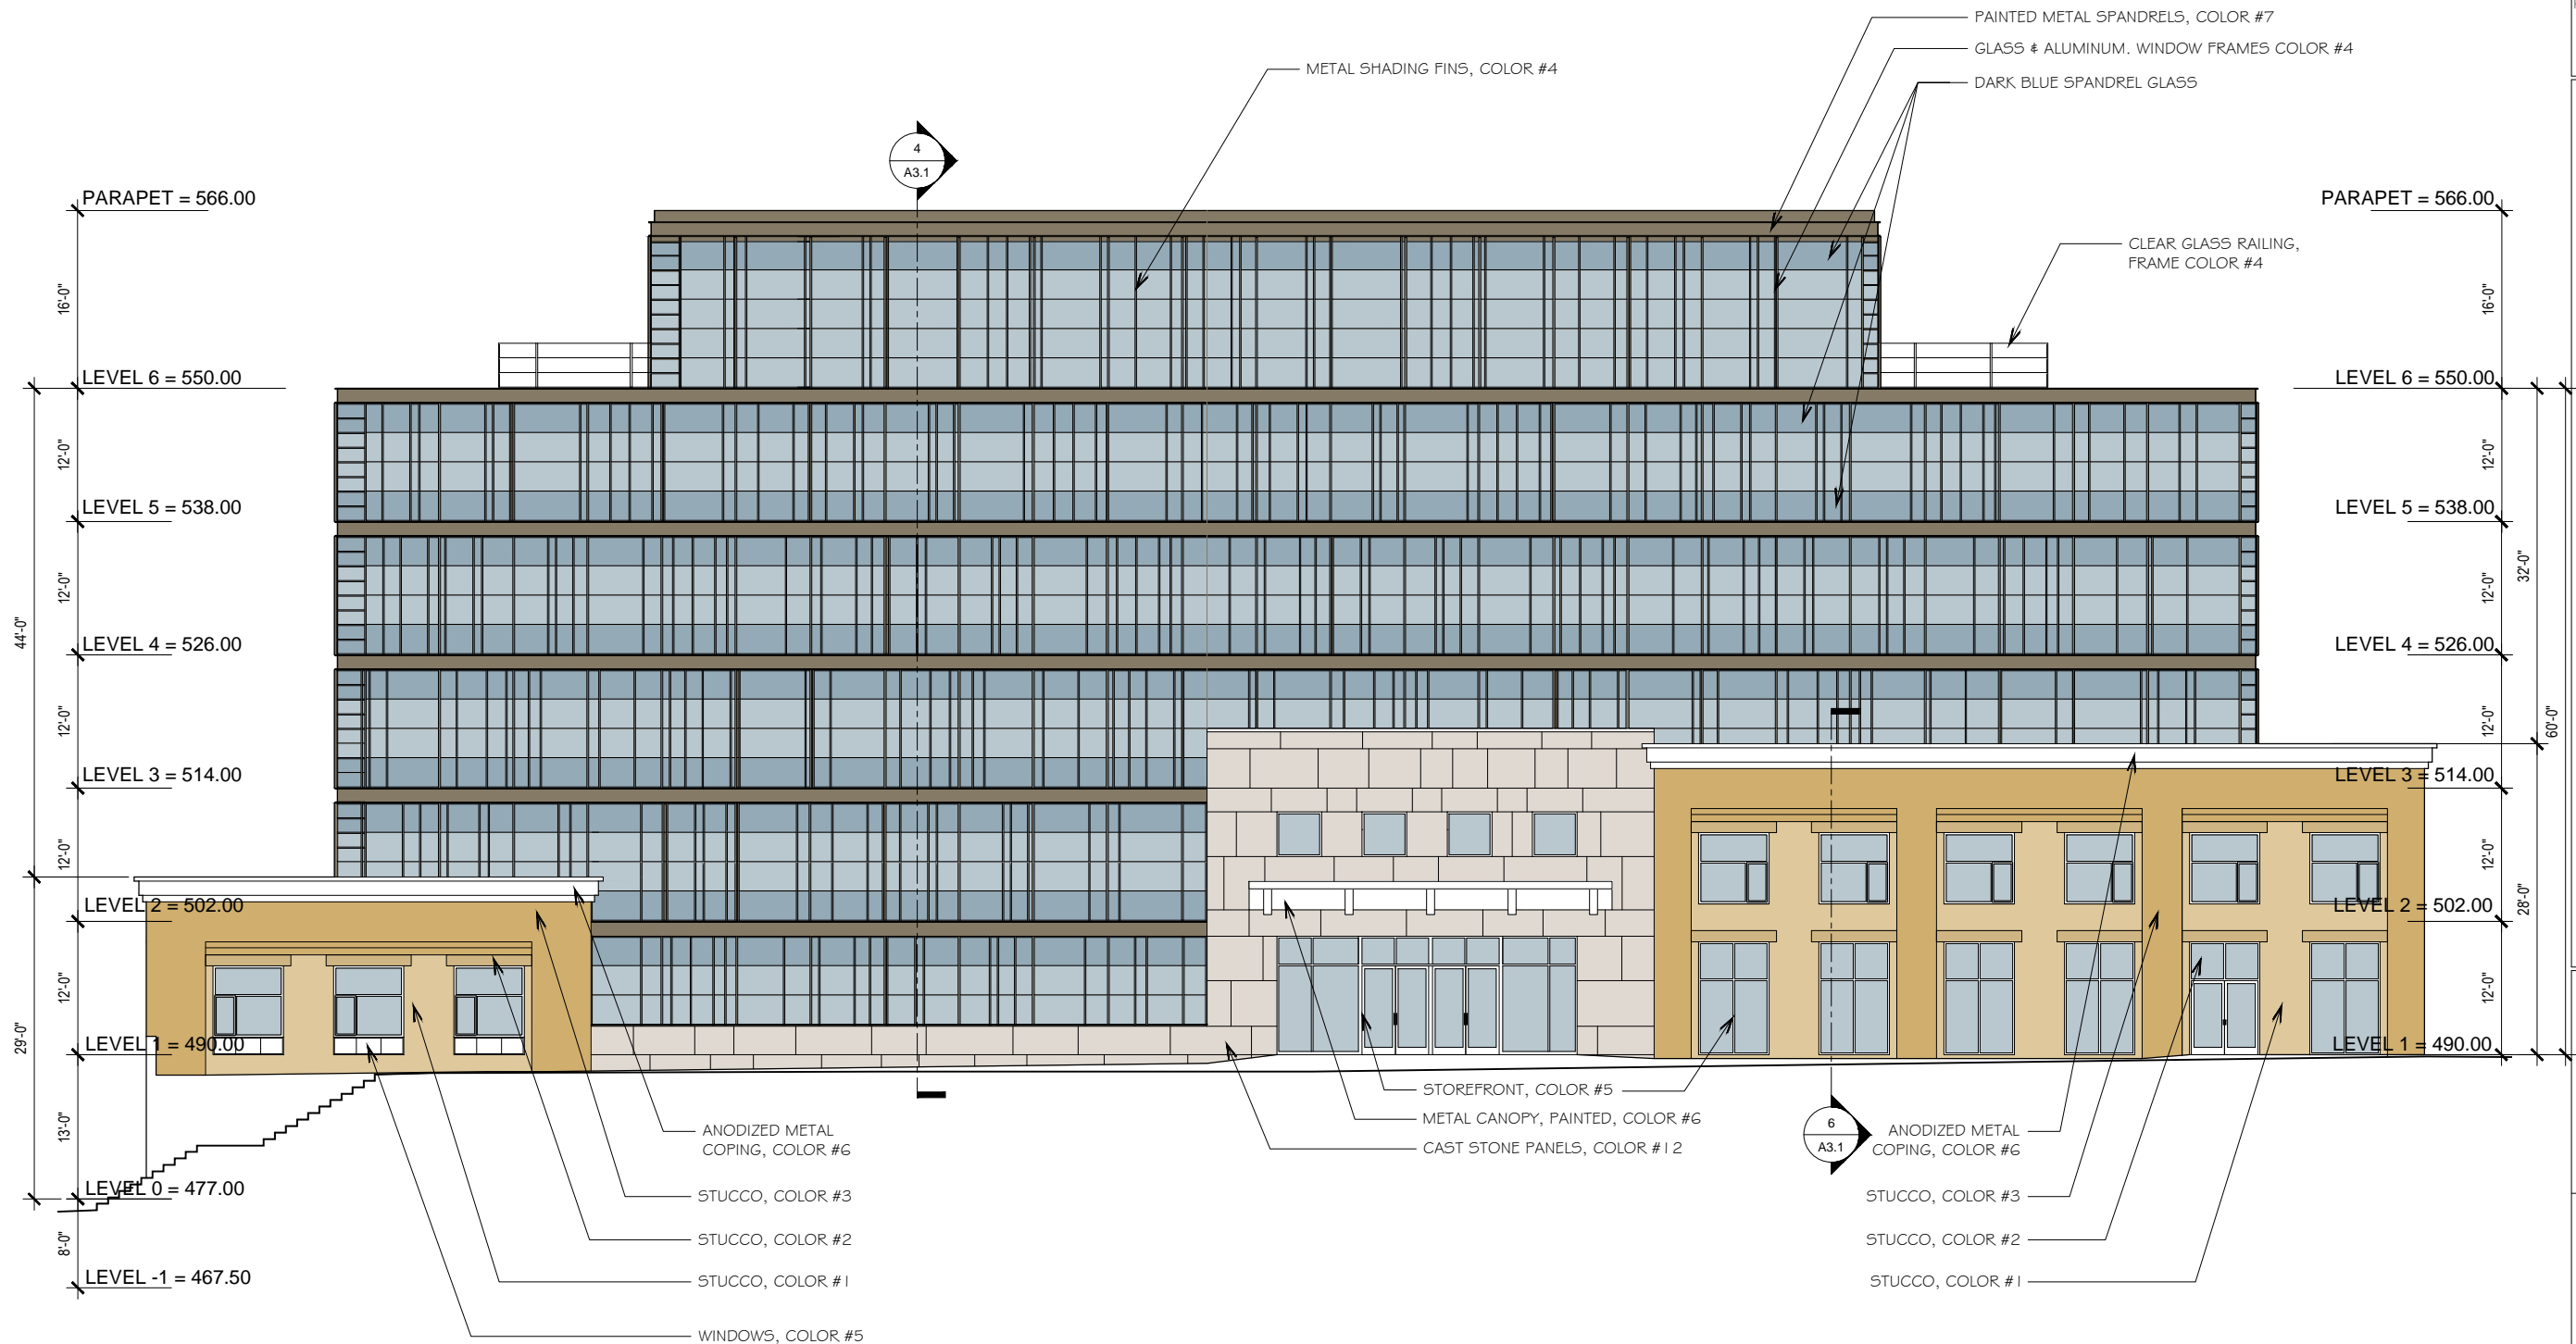 PAINTED METAL SPANDRELS, COLOR #7
GLASS & ALUMINUM. WINDOW FRAMES COLOR #4
METAL SHADING FINS, COLOR #4
DARK BLUE SPANDREL GLASS
4
A3.1
PARAPET = 566.00
PARAPET = 566.00
CLEAR GLASS RAILING,
FRAME COLOR #4
16'-0"
16'-0"
LEVEL 6 = 550.00
LEVEL 6 = 550.00
12'-0"
12'-0"
LEVEL 5 = 538.00
LEVEL 5 = 538.00
12'-0"
12'-0"
32'-0"
44'-0"
LEVEL 4 = 526.00
LEVEL 4 = 526.00
12'-0"
12'-0"
60'-0"
LEVEL 3 = 514.00
LEVEL 3 = 514.00
12'-0"
12'-0"
28'-0"
LEVEL 2 = 502.00
LEVEL 2 = 502.00
12'-0"
12'-0"
29'-0"
LEVEL 1 = 490.00
LEVEL 1 = 490.00
STOREFRONT, COLOR #5
METAL CANOPY, PAINTED, COLOR #6
CAST STONE PANELS, COLOR #12
13'-0"
ANODIZED METAL
COPING, COLOR #6
6
A3.1
ANODIZED METAL
COPING, COLOR #6
LEVEL 0 = 477.00
STUCCO, COLOR #3
STUCCO, COLOR #3
8'-0"
STUCCO, COLOR #2
STUCCO, COLOR #2
LEVEL -1 = 467.50
STUCCO, COLOR #1
STUCCO, COLOR #1
WINDOWS, COLOR #5